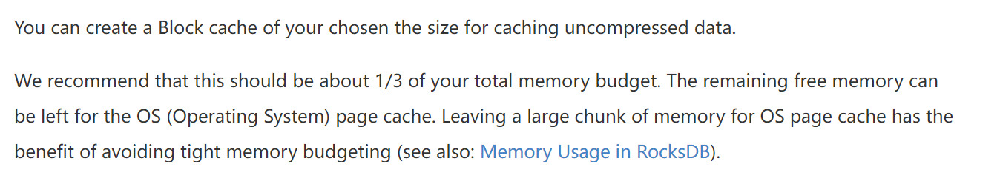 You can create a Block cache of your chosen the size for caching uncompressed data.
We recommend that this should be about 1/3 of your total memory budget. The remaining free memory can
be left for the OS (Operating System) page cache. Leaving a large chunk of memory for OS page cache has the
benefit of avoiding tight memory budgeting (see also: Memory Usage in RocksDB).